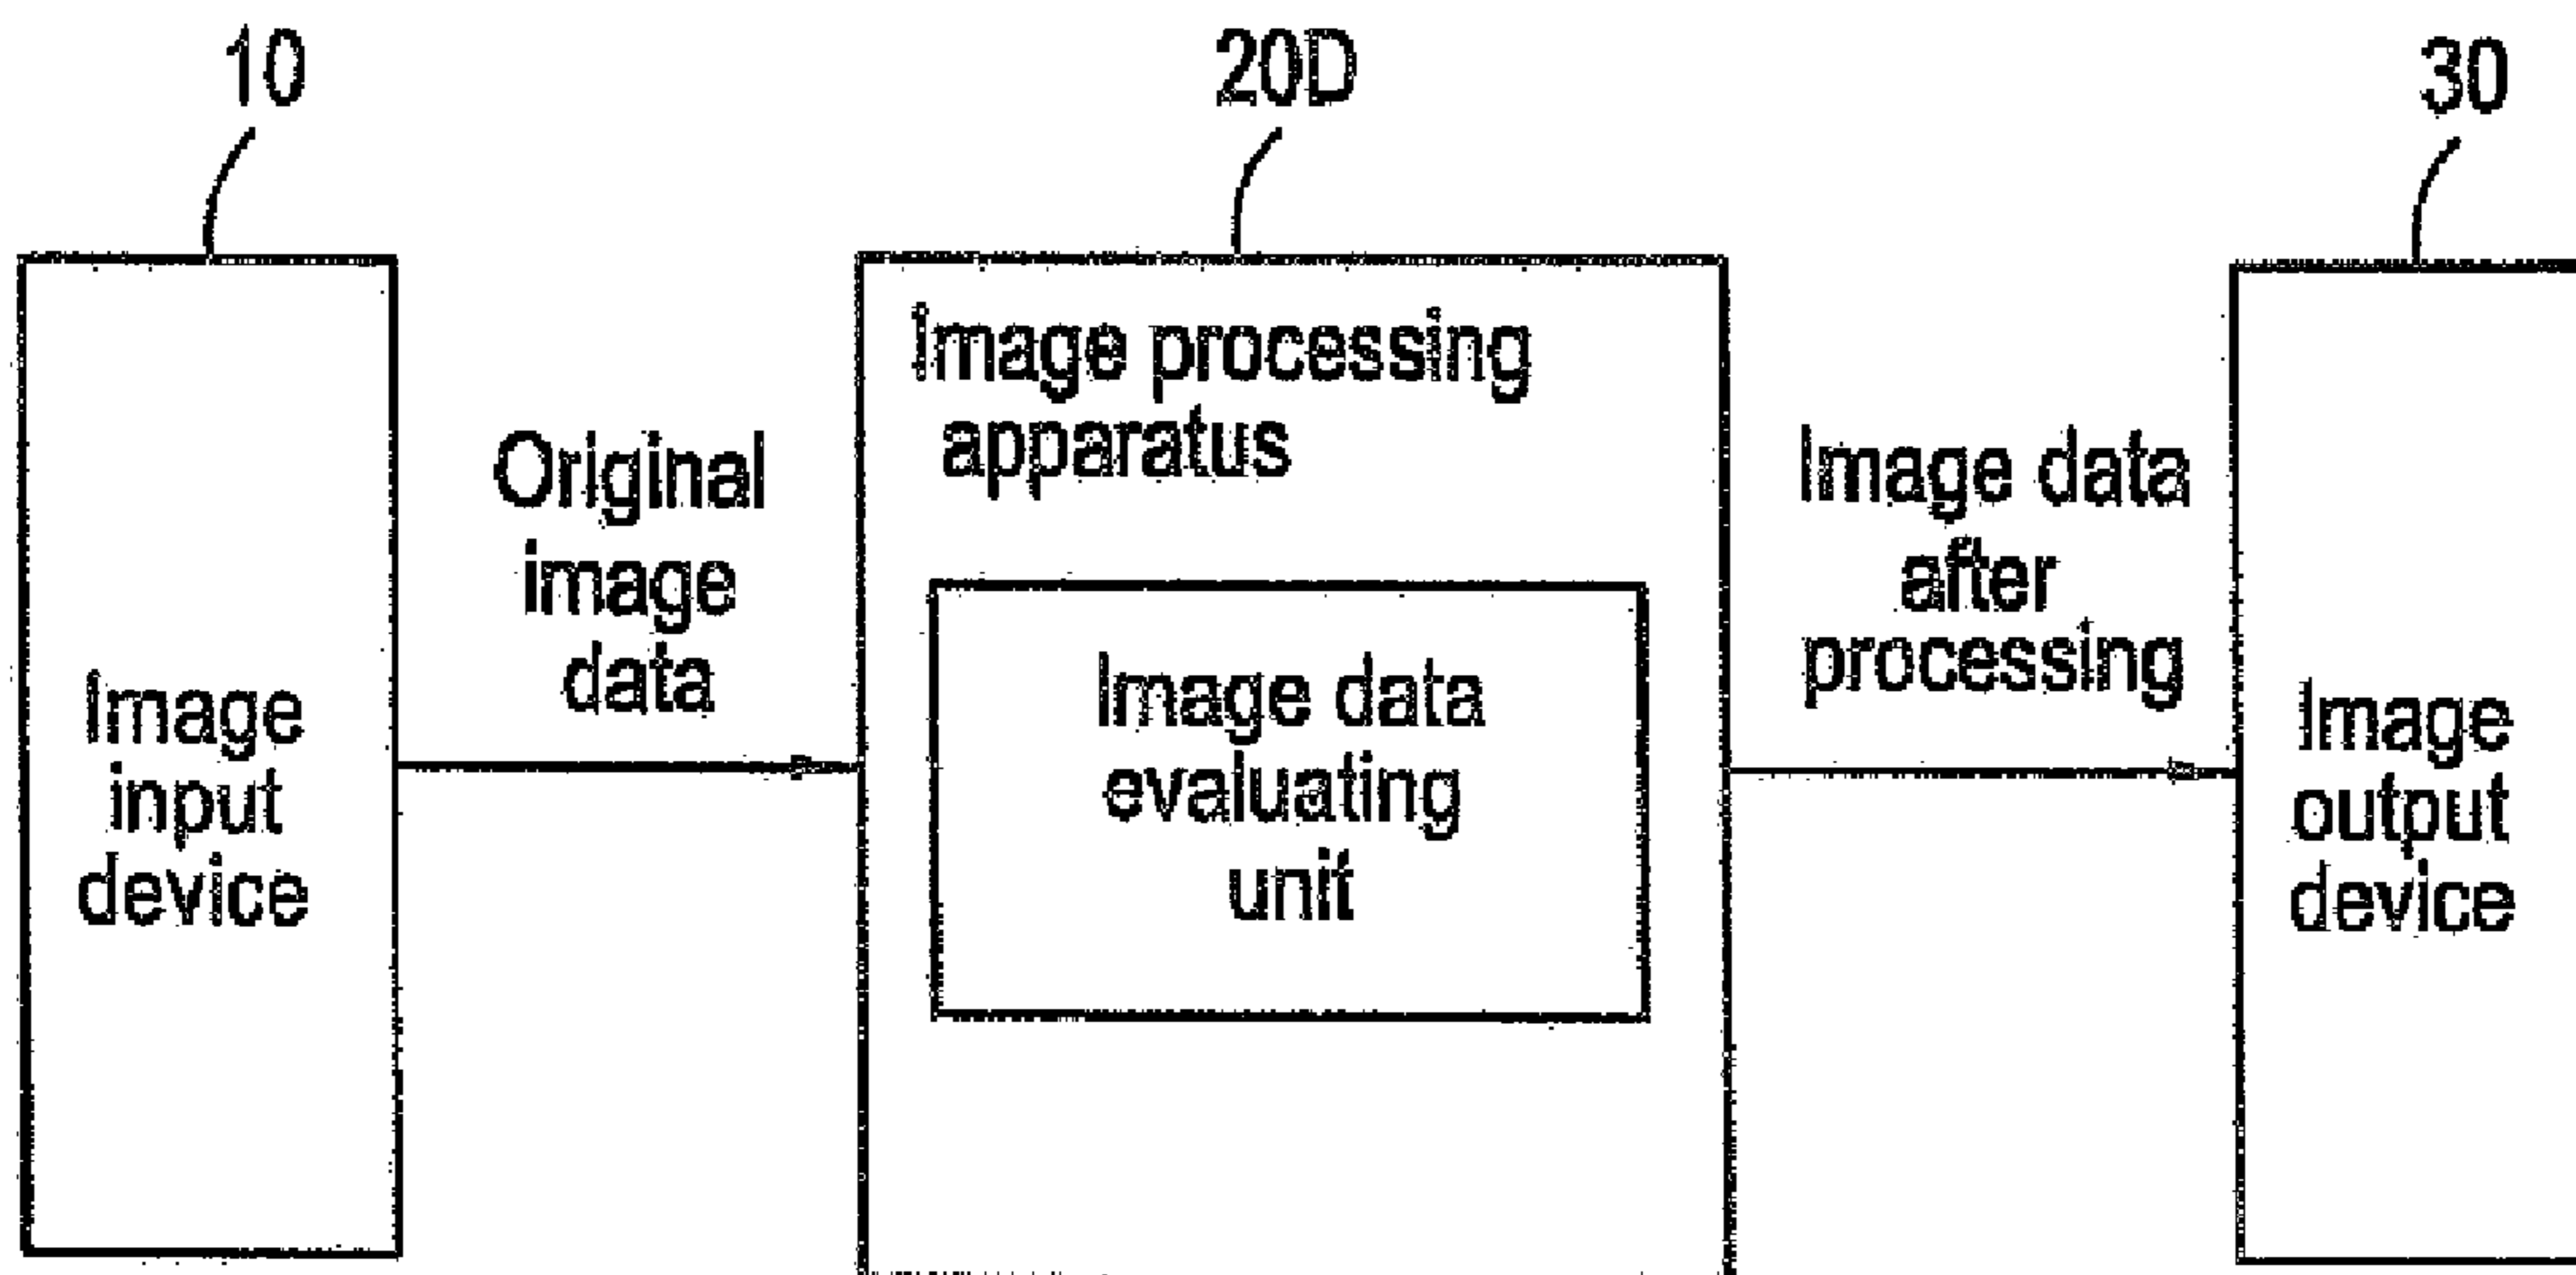 10
20D
30
Image
input
device
Original
image
data
Image processing
apparatus
Image data
evaluating
unit
Image data
after
processing
Image
output
device